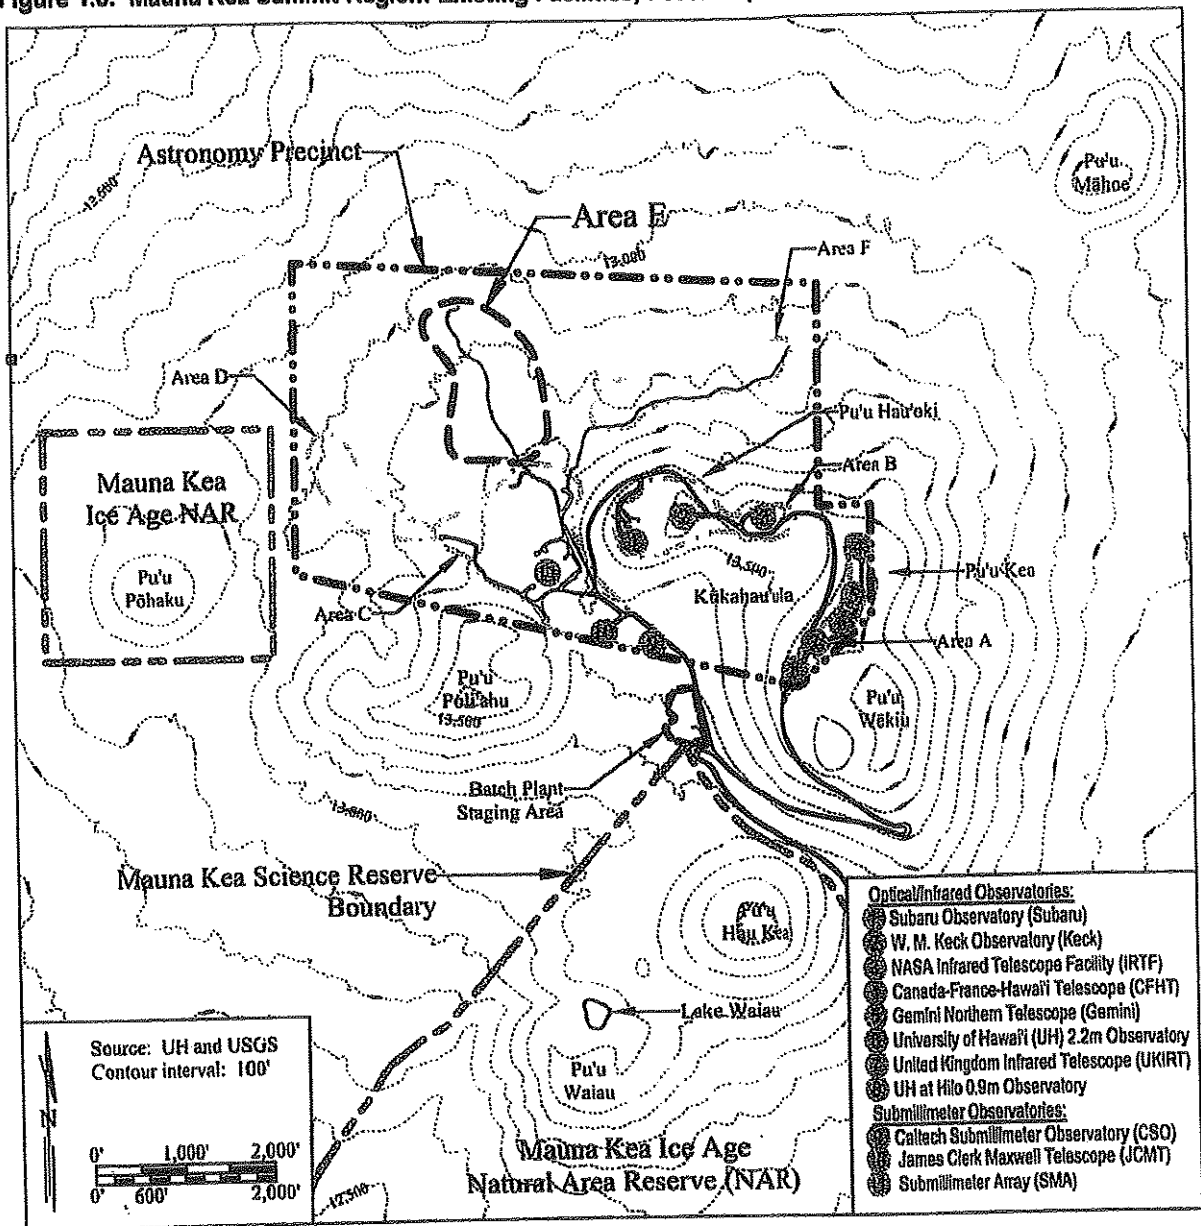 Figure 1.6: Mauna Kea Summit Region: Existing Facilities,
Astronomy Precinct
Area E
Pu'u
Māhoe
13,000
Area F
Area D
Pu'u Hau'oki
Area B
Mauna Kea
Ice Age NAR
Pu'u
Pōhaku
13,500'
Pu'u Kea
Kūkahau'ula
Area C
Area A
Pu'u
Poli'ahu
13,500'
Pu'u
Wēkiu
Batch Plant
Staging Area
Mauna Kea Science Reserve
Boundary
Pu'u
Hau Kea
Lake Waiau
Pu'u
Waiau
Mauna Kea Ice Age
Natural Area Reserve (NAR)
12,500
Source: UH and USGS
Contour interval: 100'
N
0' 1,000' 2,000'
0' 600' 2,000'
Optical/Infrared Observatories:
Subaru Observatory (Subaru)
W. M. Keck Observatory (Keck)
NASA Infrared Telescope Facility (IRTF)
Canada-France-Hawai'i Telescope (CFHT)
Gemini Northern Telescope (Gemini)
University of Hawai'i (UH) 2.2m Observatory
United Kingdom Infrared Telescope (UKIRT)
UH at Hilo 0.9m Observatory
Submillimeter Observatories:
Caltech Submillimeter Observatory (CSO)
James Clerk Maxwell Telescope (JCMT)
Submillimeter Array (SMA)